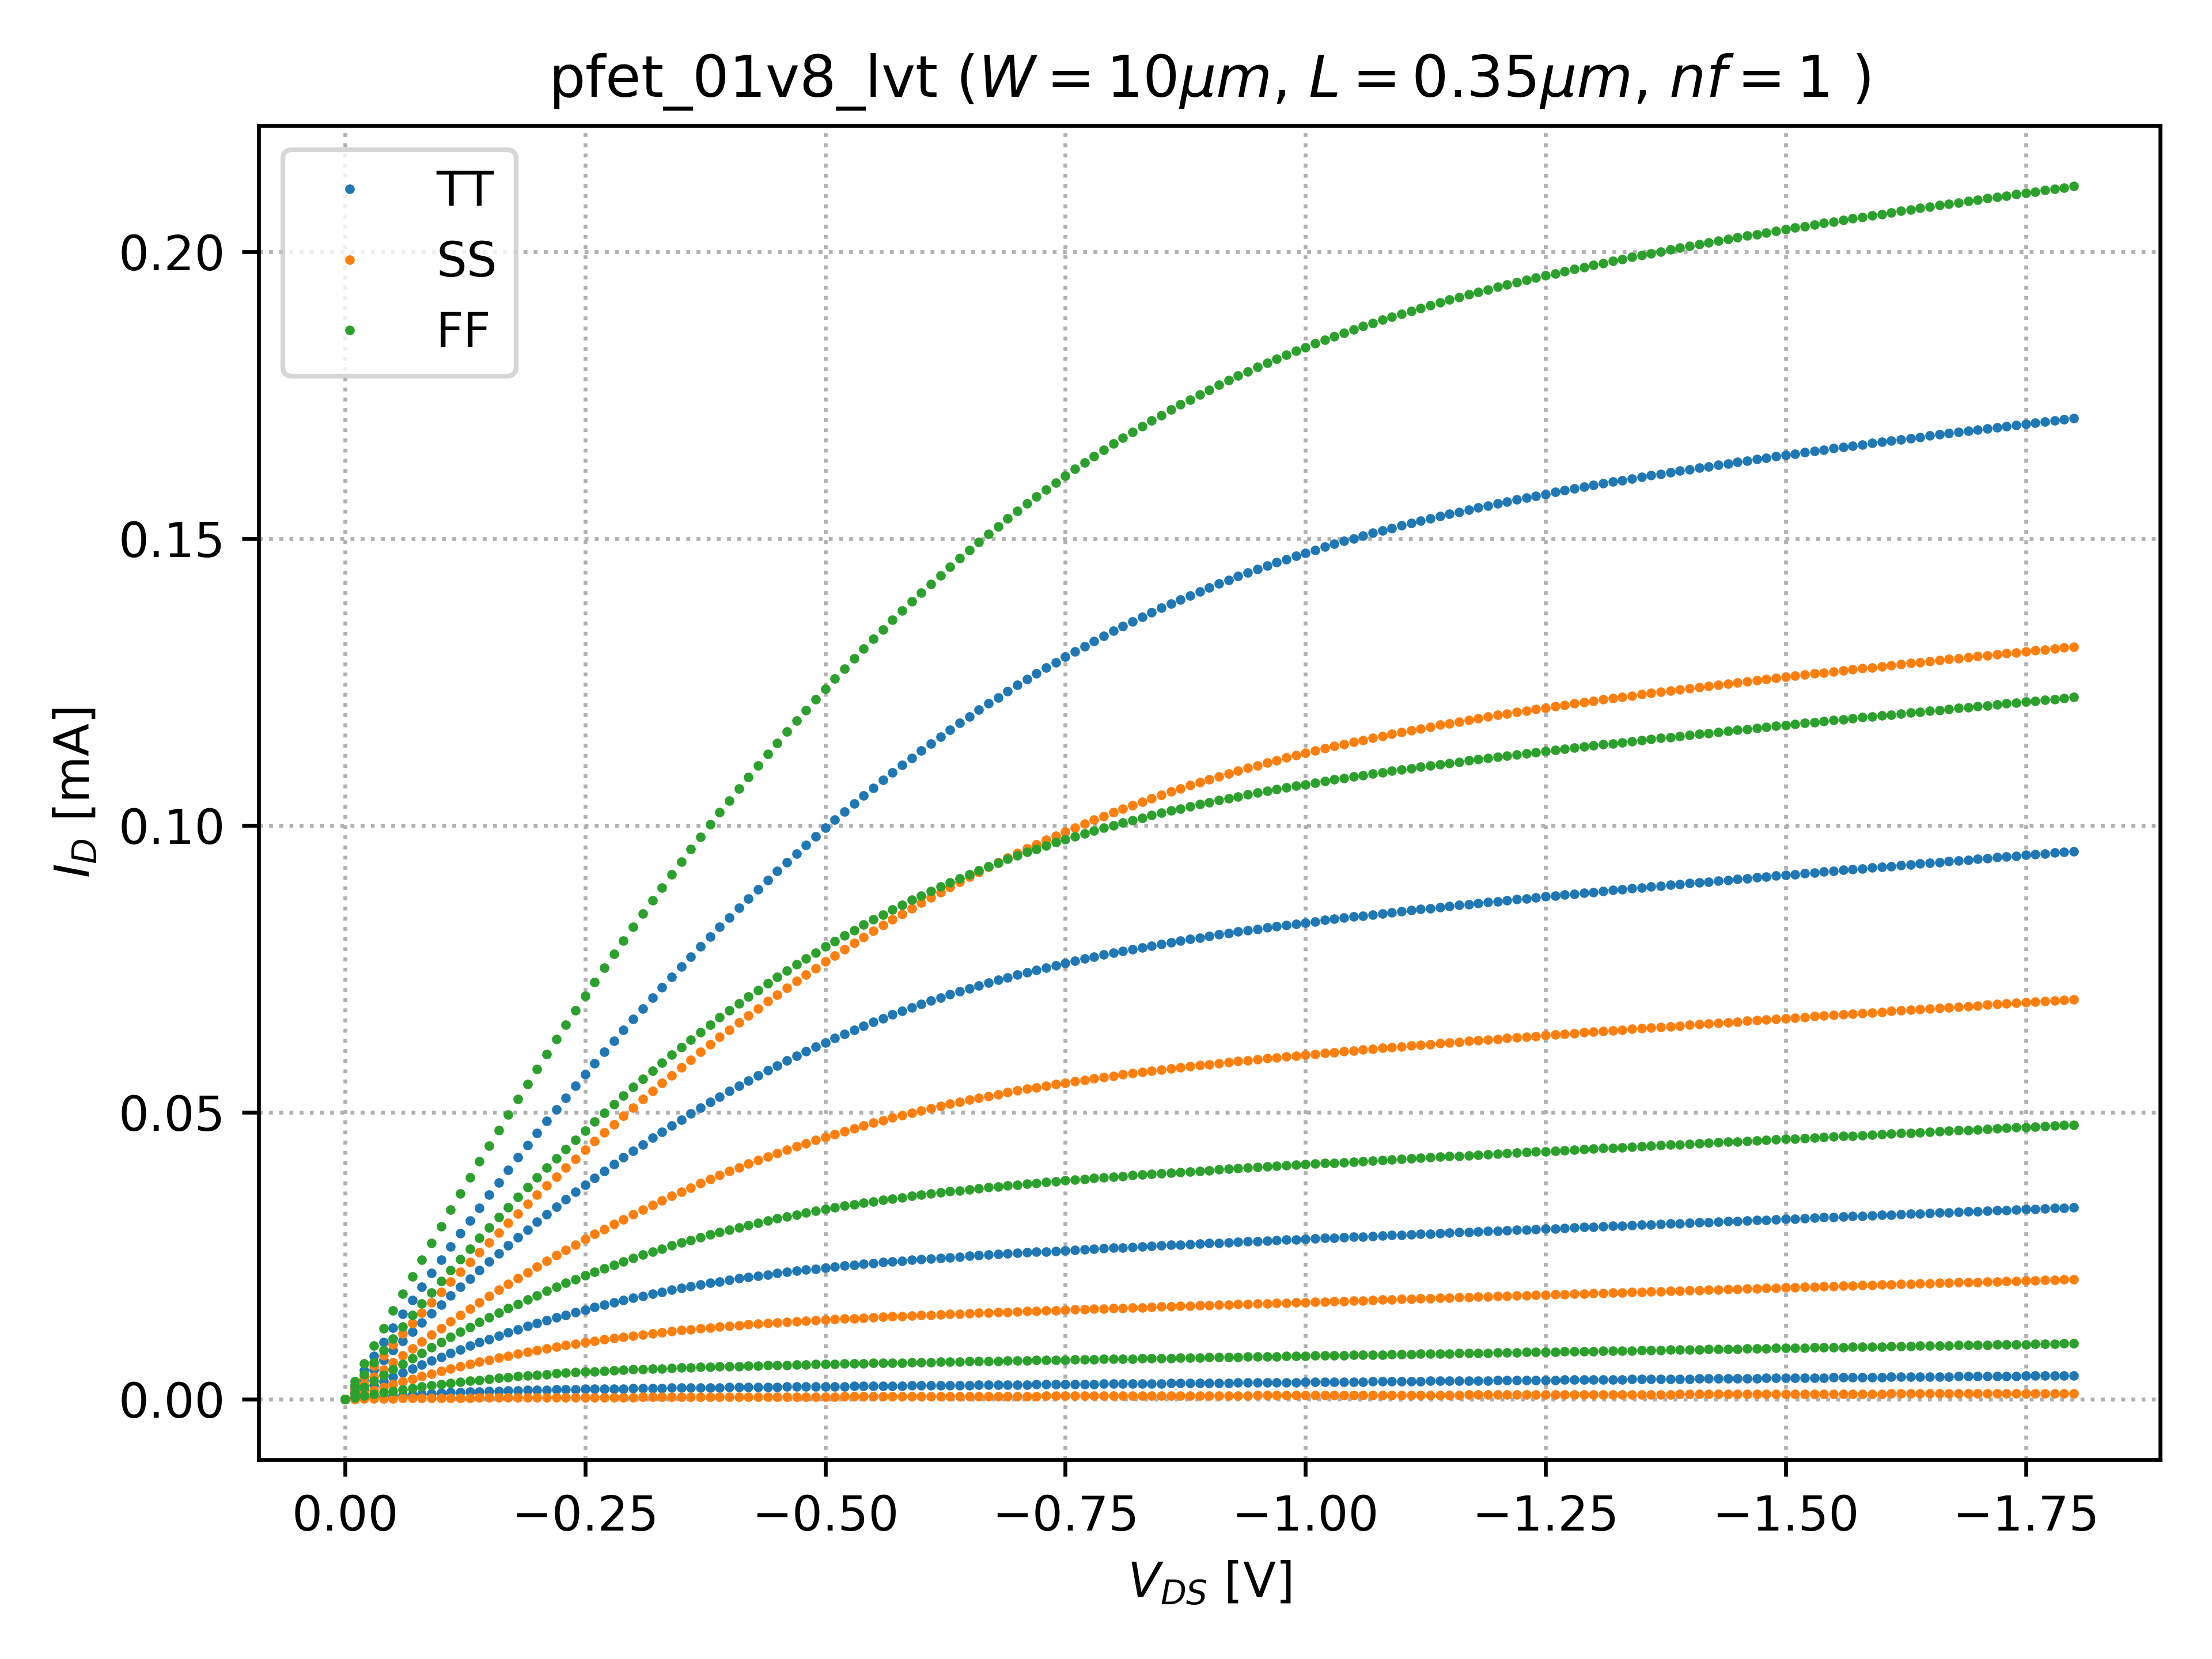 pfet_01v8_lvt (W = 10μm, L = 0.35μm, nf = 1 )
TT
SS
FF
0.20
0.15
0.10
0.05
0.00
I_D [mA]
0.00 −0.25 −0.50 −0.75 −1.00 −1.25 −1.50 −1.75
V_DS [V]